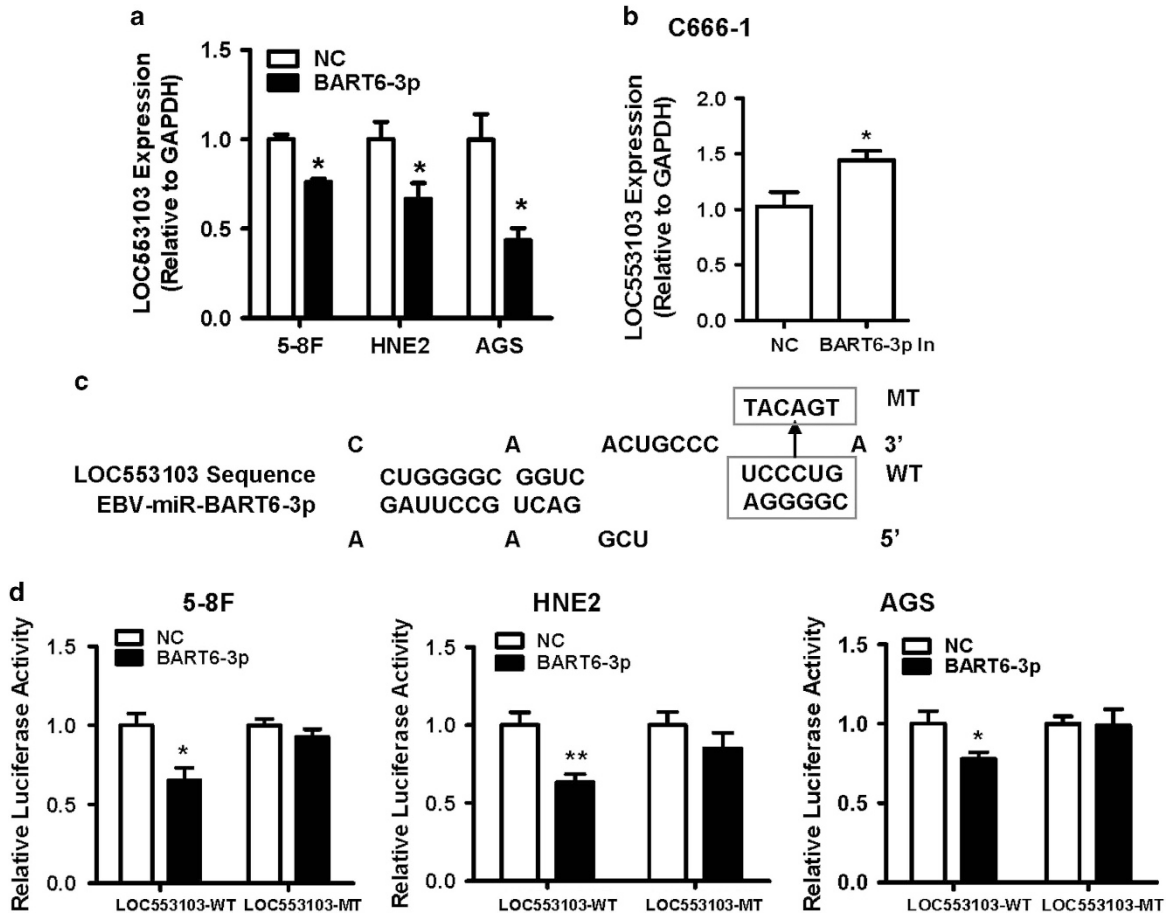 a
LOC553103 Expression
(Relative to GAPDH)
1.5
1.0
0.5
0.0
NC
BART6-3p
*
*
*
5-8F HNE2 AGS
b
C666-1
LOC553103 Expression
(Relative to GAPDH)
2.0
1.5
1.0
0.5
0.0
*
NC BART6-3p In
c
TACAGT MT
C A ACUGCCC A 3’
LOC553103 Sequence CUGGGGC GGUC UCCCUG WT
EBV-miR-BART6-3p GAUUCCG UCAG AGGGGC
A A GCU 5’
d
5-8F
Relative Luciferase Activity
1.5
1.0
0.5
0.0
NC
BART6-3p
*
LOC553103-WT LOC553103-MT
HNE2
Relative Luciferase Activity
1.5
1.0
0.5
0.0
NC
BART6-3p
**
LOC553103-WT LOC553103-MT
AGS
Relative Luciferase Activity
1.5
1.0
0.5
0.0
NC
BART6-3p
*
LOC553103-WT LOC553103-MT